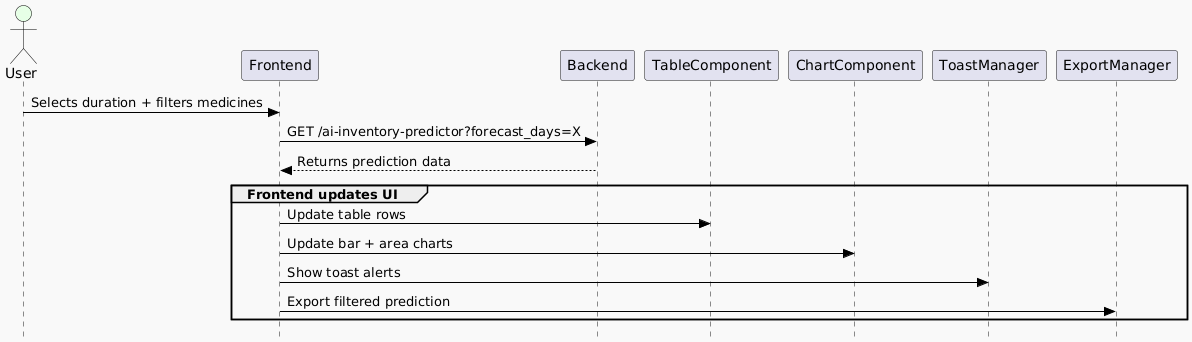 User
Frontend
Backend
TableComponent
ChartComponent
ToastManager
ExportManager
Selects duration + filters medicines
GET /ai-inventory-predictor?forecast_days=X
Returns prediction data
Frontend updates UI
Update table rows
Update bar + area charts
Show toast alerts
Export filtered prediction